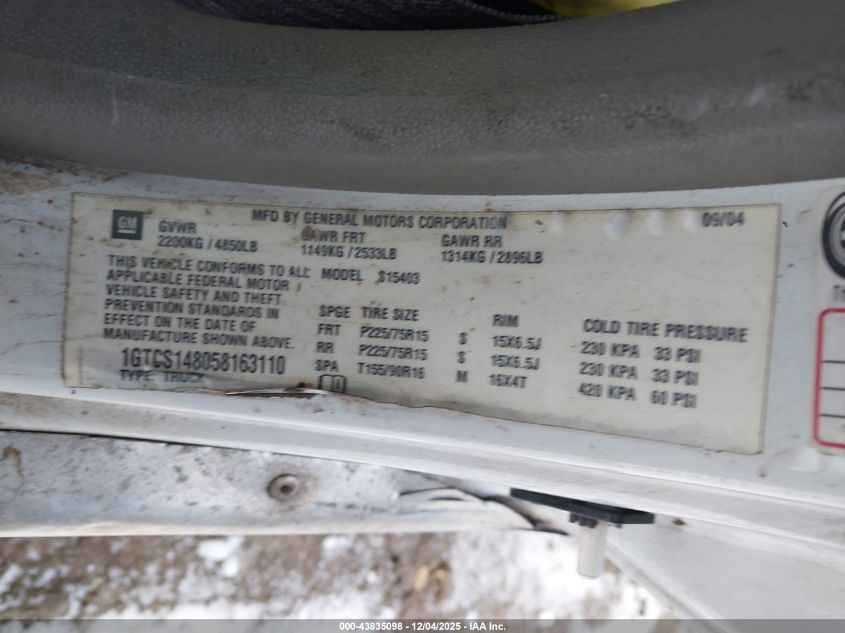 MFD BY GENERAL MOTORS CORPORATION 09/04
GM GVWR GAWR FRT GAWR RR
2200KG / 4850LB 1149KG / 2533LB 1314KG / 2896LB
THIS VEHICLE CONFORMS TO ALL MODEL S15403
APPLICABLE FEDERAL MOTOR
VEHICLE SAFETY AND THEFT
PREVENTION STANDARDS IN
EFFECT ON THE DATE OF
MANUFACTURE SHOWN ABOVE.
1GTCS148058163110
TYPE: TRUCK
SPGE TIRE SIZE RIM COLD TIRE PRESSURE
FRT P225/75R15 S 15X6.5J 230 KPA 33 PSI
RR P225/75R15 S 15X6.5J 230 KPA 33 PSI
SPA T155/90R16 M 16X4T 420 KPA 60 PSI
000-43835098 - 12/04/2025 - IAA Inc.